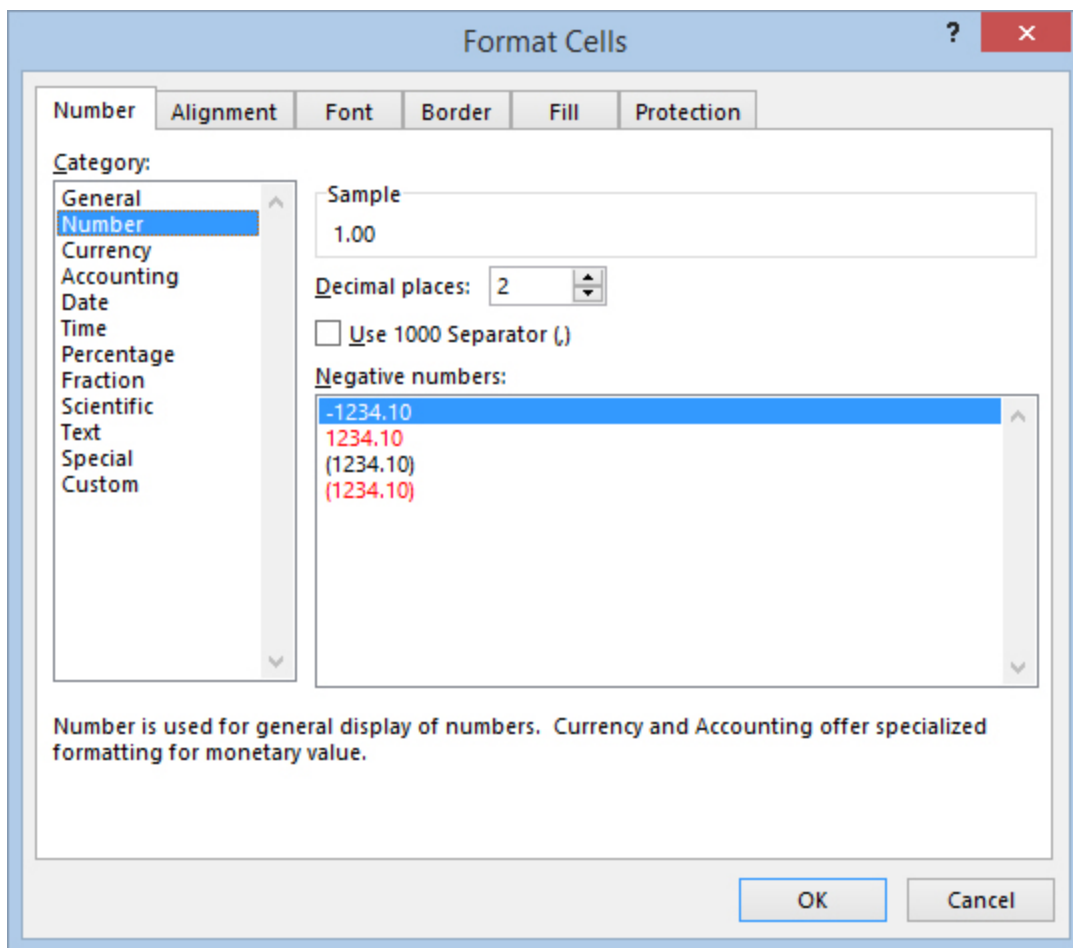 Format Cells
?
Number
Alignment
Font
Border
Fill
Protection
Category:
General
Number
Currency
Accounting
Date
Time
Percentage
Fraction
Scientific
Text
Special
Custom
Sample
1.00
Decimal places: 2
Use 1000 Separator (,)
Negative numbers:
-1234.10
1234.10
(1234.10)
(1234.10)
Number is used for general display of numbers.  Currency and Accounting offer specialized
formatting for monetary value.
OK
Cancel